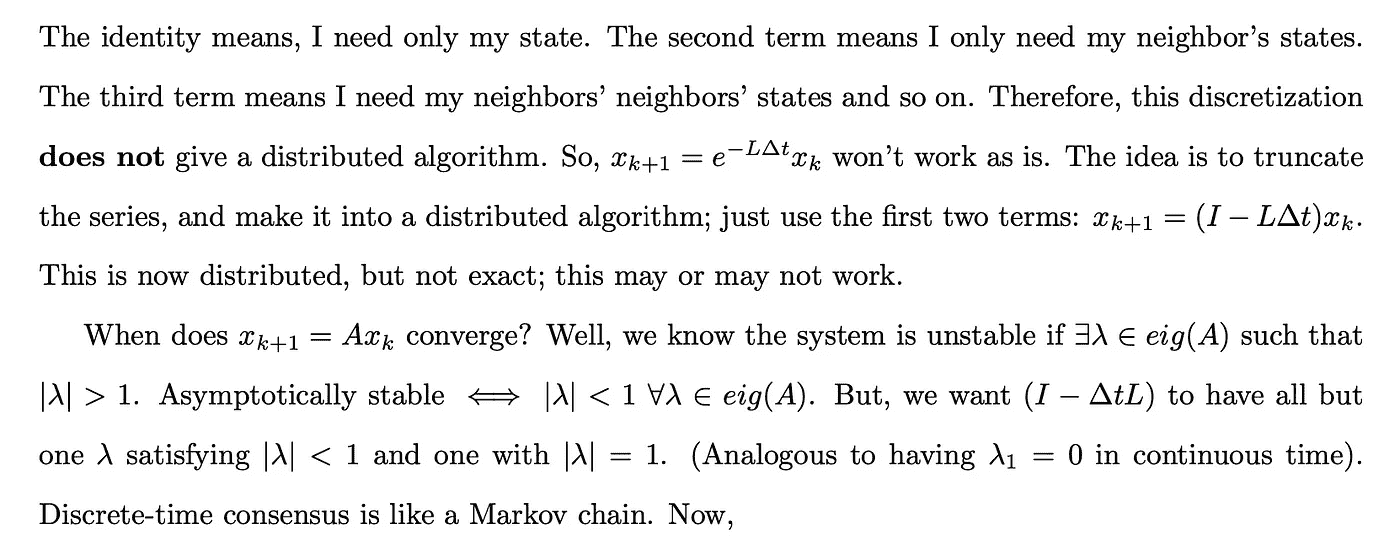 The identity means, I need only my state. The second term means I only need my neighbor's states.
The third term means I need my neighbors' neighbors' states and so on. Therefore, this discretization
does not give a distributed algorithm. So, $x_{k+1} = e^{-L\Delta t}x_k$ won't work as is. The idea is to truncate
the series, and make it into a distributed algorithm; just use the first two terms: $x_{k+1} = (I - L\Delta t)x_k$.
This is now distributed, but not exact; this may or may not work.
When does $x_{k+1} = Ax_k$ converge? Well, we know the system is unstable if $\exists\lambda \in eig(A)$ such that
$|\lambda| > 1$. Asymptotically stable $\iff$ $|\lambda| < 1 \ \forall\lambda \in eig(A)$. But, we want $(I - \Delta tL)$ to have all but
one $\lambda$ satisfying $|\lambda| < 1$ and one with $|\lambda| = 1$. (Analogous to having $\lambda_1 = 0$ in continuous time).
Discrete-time consensus is like a Markov chain. Now,